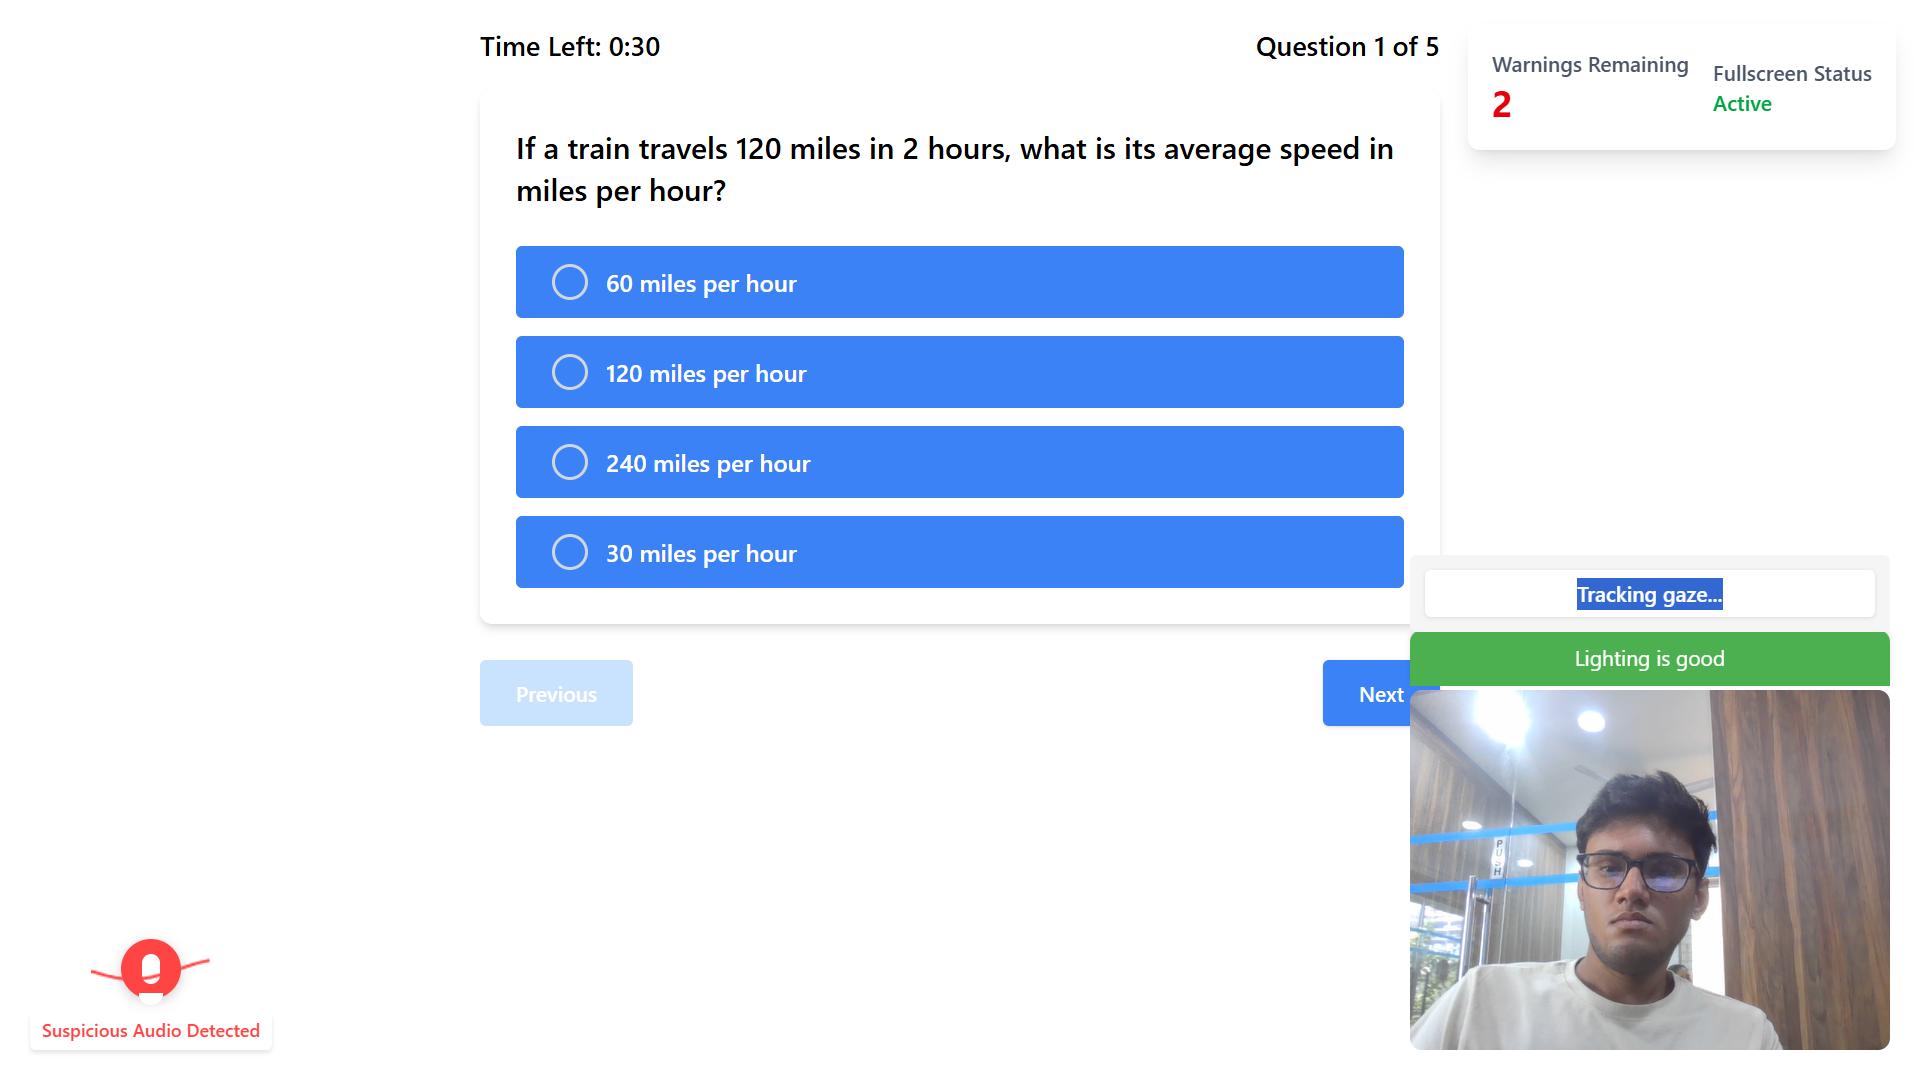 Time Left: 0:30
Question 1 of 5
Warnings Remaining
2
Fullscreen Status
Active
If a train travels 120 miles in 2 hours, what is its average speed in
miles per hour?
60 miles per hour
120 miles per hour
240 miles per hour
30 miles per hour
Tracking gaze...
Lighting is good
Previous
Next
PUSH
Suspicious Audio Detected